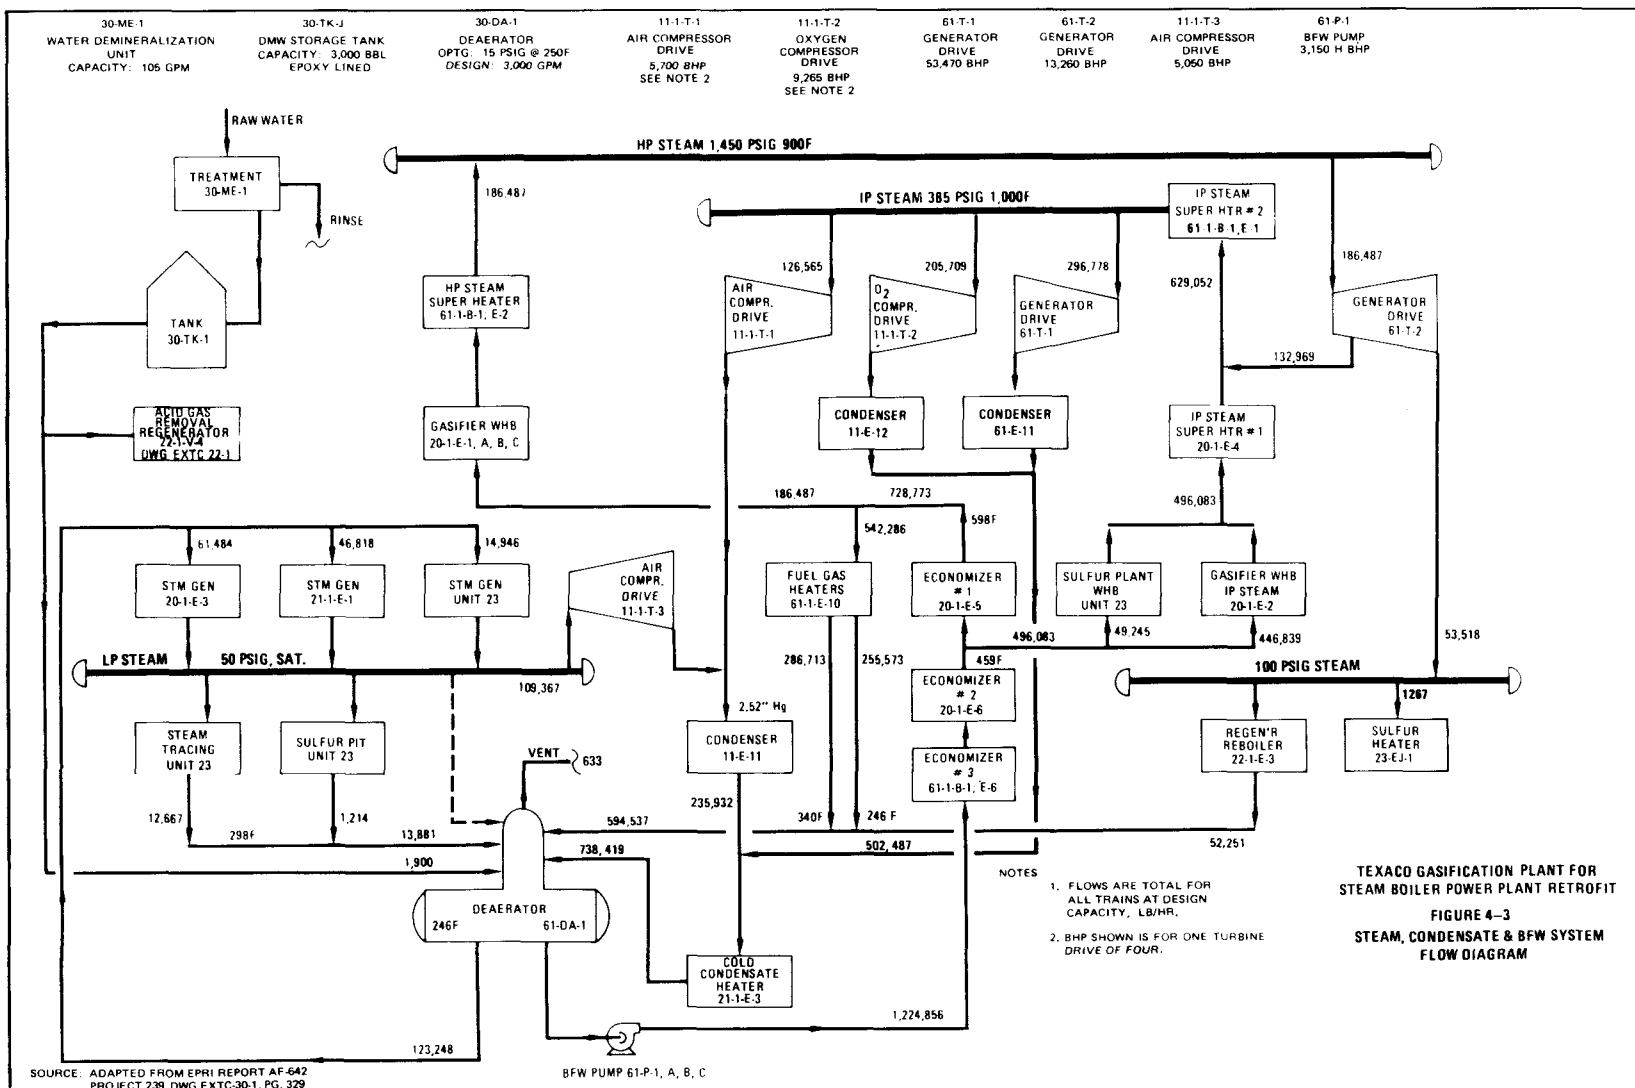 30-ME-1
WATER DEMINERALIZATION
UNIT
CAPACITY: 105 GPM
30-TK-J
DMW STORAGE TANK
CAPACITY: 3,000 BBL
EPOXY LINED
30-DA-1
DEAERATOR
OPTG: 15 PSIG @ 250F
DESIGN: 3,000 GPM
11-1-T-1
AIR COMPRESSOR
DRIVE
5,700 BHP
SEE NOTE 2
11-1-T-2
OXYGEN
COMPRESSOR
DRIVE
9,265 BHP
SEE NOTE 2
61-T-1
GENERATOR
DRIVE
53,470 BHP
61-T-2
GENERATOR
DRIVE
13,260 BHP
11-1-T-3
AIR COMPRESSOR
DRIVE
5,050 BHP
61-P-1
BFW PUMP
3,150 H BHP
RAW WATER
TREATMENT
30-ME-1
RINSE
TANK
30-TK-1
ACID GAS
REMOVAL
REGENERATOR
22-1-V-4
DWG EXTC 22-1
HP STEAM 1,450 PSIG 900F
186,487
HP STEAM
SUPER HEATER
61-1-B-1; E-2
GASIFIER WHB
20-1-E-1, A, B, C
IP STEAM 385 PSIG 1,000F
IP STEAM
SUPER HTR # 2
61-1-B-1, E-1
126,565
205,709
296,778
629,052
186,487
AIR
COMPR.
DRIVE
11-1-T-1
O2
COMPR.
DRIVE
11-1-T-2
GENERATOR
DRIVE
61-T-1
GENERATOR
DRIVE
61-T-2
132,969
CONDENSER
11-E-12
CONDENSER
61-E-11
IP STEAM
SUPER HTR #1
20-1-E-4
496,083
186,487
728,773
542,286
598F
61,484
46,818
14,946
STM GEN
20-1-E-3
STM GEN
21-1-E-1
STM GEN
UNIT 23
AIR
COMPR.
DRIVE
11-1-T-3
FUEL GAS
HEATERS
61-1-E-10
ECONOMIZER
# 1
20-1-E-5
SULFUR PLANT
WHB
UNIT 23
GASIFIER WHB
IP STEAM
20-1-E-2
496,083
49,245
446,839
53,518
LP STEAM
50 PSIG, SAT.
109,367
286,713
255,573
459F
100 PSIG STEAM
1267
ECONOMIZER
# 2
20-1-E-6
2.52" Hg
STEAM
TRACING
UNIT 23
SULFUR PIT
UNIT 23
CONDENSER
11-E-11
ECONOMIZER
# 3
61-1-B-1; E-6
REGEN'R
REBOILER
22-1-E-3
SULFUR
HEATER
23-EJ-1
VENT
633
12,667
298F
1,214
13,881
235,932
594,537
340F
246 F
738,419
502,487
52,251
1,900
DEAERATOR
246F
61-DA-1
COLD
CONDENSATE
HEATER
21-1-E-3
1,224,856
123,248
BFW PUMP 61-P-1, A, B, C
NOTES
1. FLOWS ARE TOTAL FOR
ALL TRAINS AT DESIGN
CAPACITY, LB/HR.
2. BHP SHOWN IS FOR ONE TURBINE
DRIVE OF FOUR.
TEXACO GASIFICATION PLANT FOR
STEAM BOILER POWER PLANT RETROFIT
FIGURE 4–3
STEAM, CONDENSATE & BFW SYSTEM
FLOW DIAGRAM
SOURCE: ADAPTED FROM EPRI REPORT AF-642
PROJECT 239, DWG EXTC-30-1, PG. 329